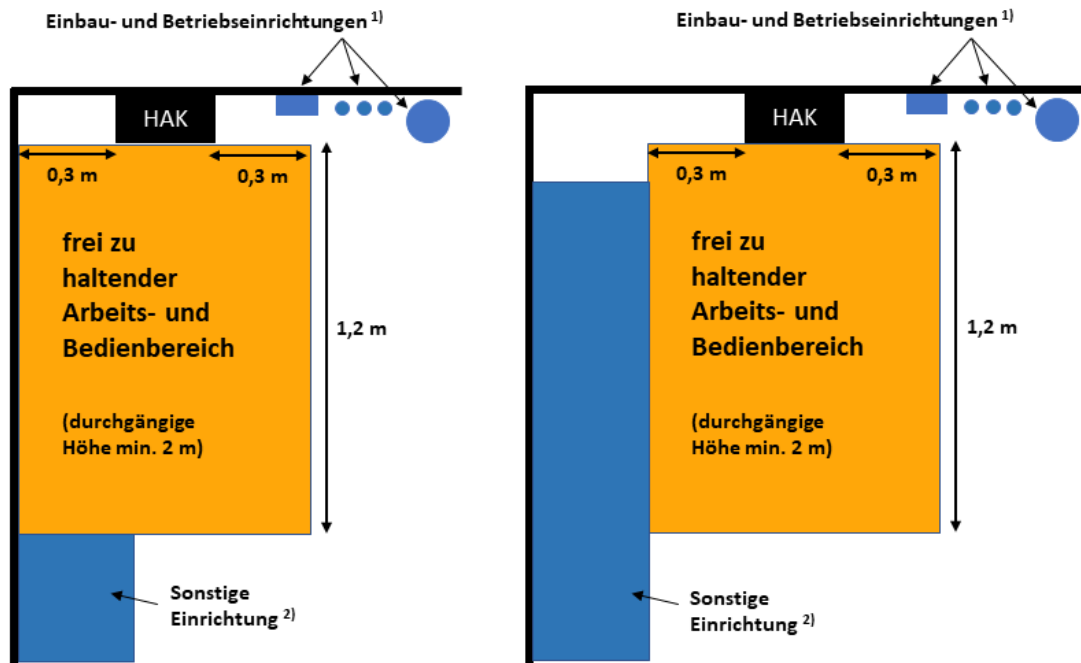 Einbau- und Betriebseinrichtungen 1)
HAK
0,3 m
0,3 m
frei zu
haltender
Arbeits- und
Bedienbereich
1,2 m
(durchgängige
Höhe min. 2 m)
Sonstige
Einrichtung 2)
Einbau- und Betriebseinrichtungen 1)
HAK
0,3 m
0,3 m
frei zu
haltender
Arbeits- und
Bedienbereich
1,2 m
(durchgängige
Höhe min. 2 m)
Sonstige
Einrichtung 2)